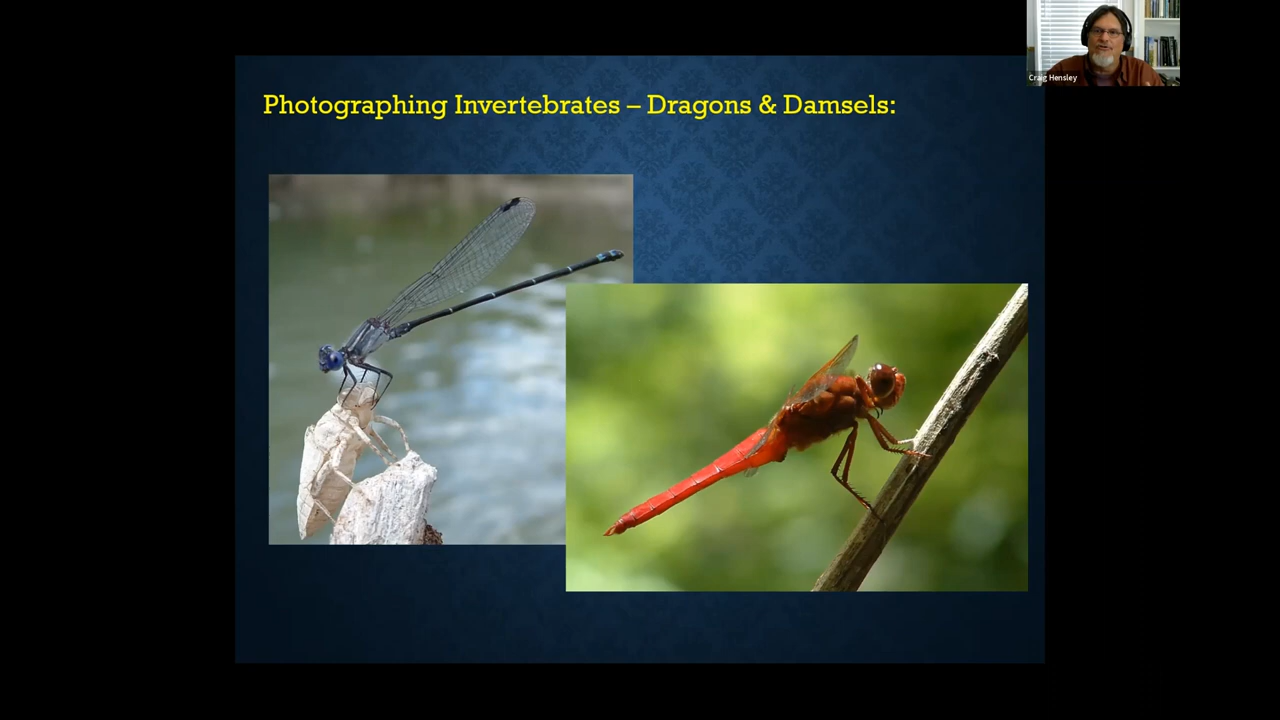 Photographing Invertebrates – Dragons & Damsels:
Craig Hensley